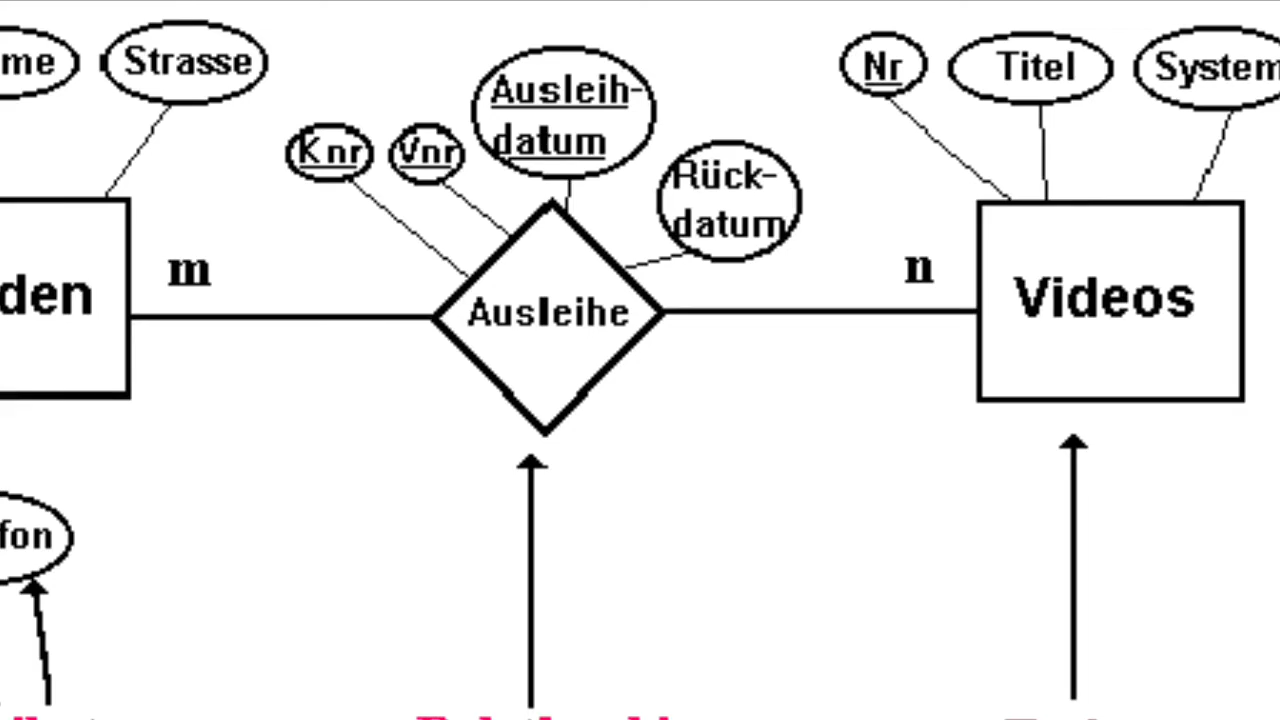 me
Strasse
Knr
Vnr
Ausleih-
datum
Rück-
datum
Nr
Titel
System
den
m
Ausleihe
n
Videos
fon